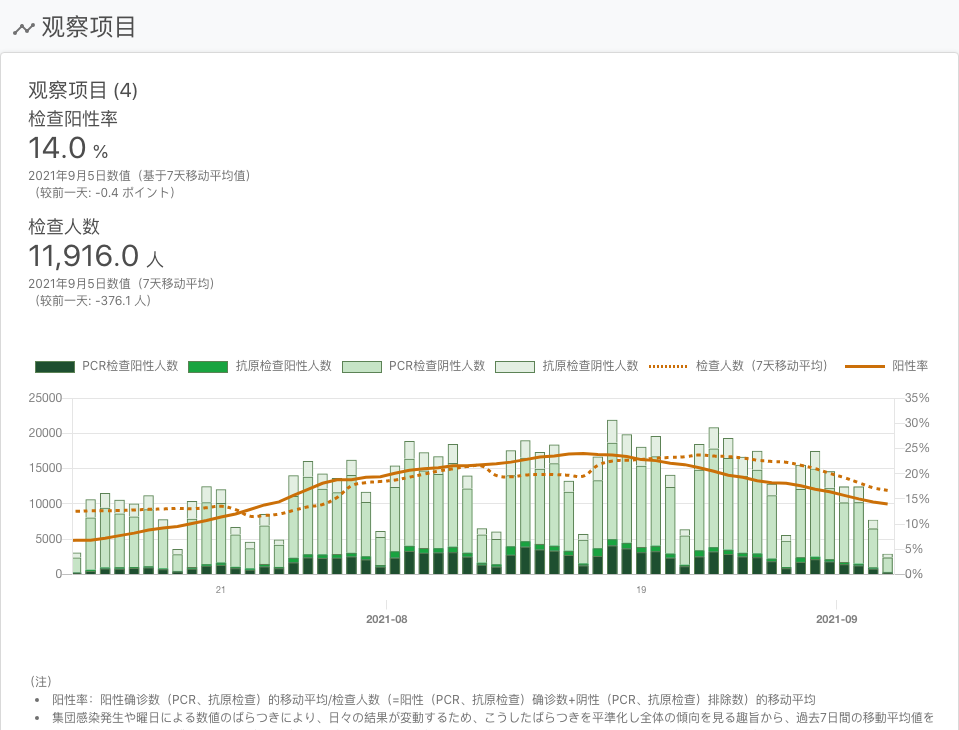 观察项目
观察项目 (4)
检查阳性率
14.0 %
2021年9月5日数值（基于7天移动平均值）
（较前一天: -0.4 ポイント）
检查人数
11,916.0 人
2021年9月5日数值（7天移动平均）
（较前一天: -376.1 人）
PCR检查阳性人数 抗原检查阳性人数 PCR检查阴性人数 抗原检查阴性人数 检查人数（7天移动平均） 阳性率
25000 35%
30%
20000
25%
15000 20%
15%
10000
10%
5000
5%
0 0%
21 19
2021-08 2021-09
（注）
• 阳性率：阳性确诊数（PCR、抗原检查）的移动平均/检查人数（=阳性（PCR、抗原检查）确诊数+阴性（PCR、抗原检查）排除数）的移动平均
• 集団感染発生や曜日による数値のばらつきにより、日々の結果が変動するため、こうしたばらつきを平準化し全体の傾向を見る趣旨から、過去7日間の移動平均値を